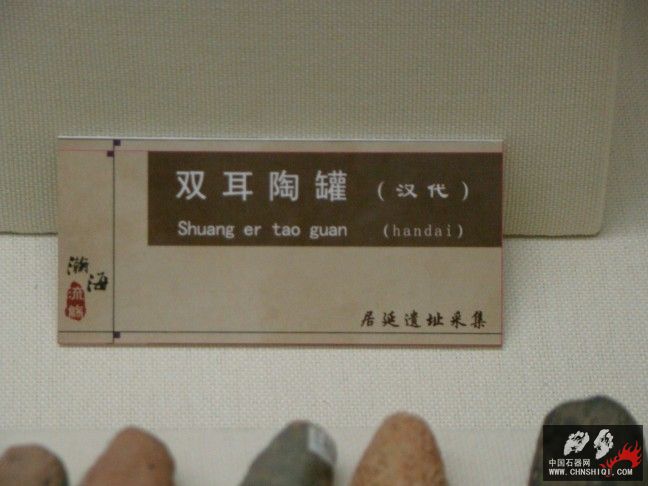 双耳陶罐 (汉代)
Shuang er tao guan (handai)
瀚海
居延遗址采集
中国石器网
WWW.CHNSHIQI.COM